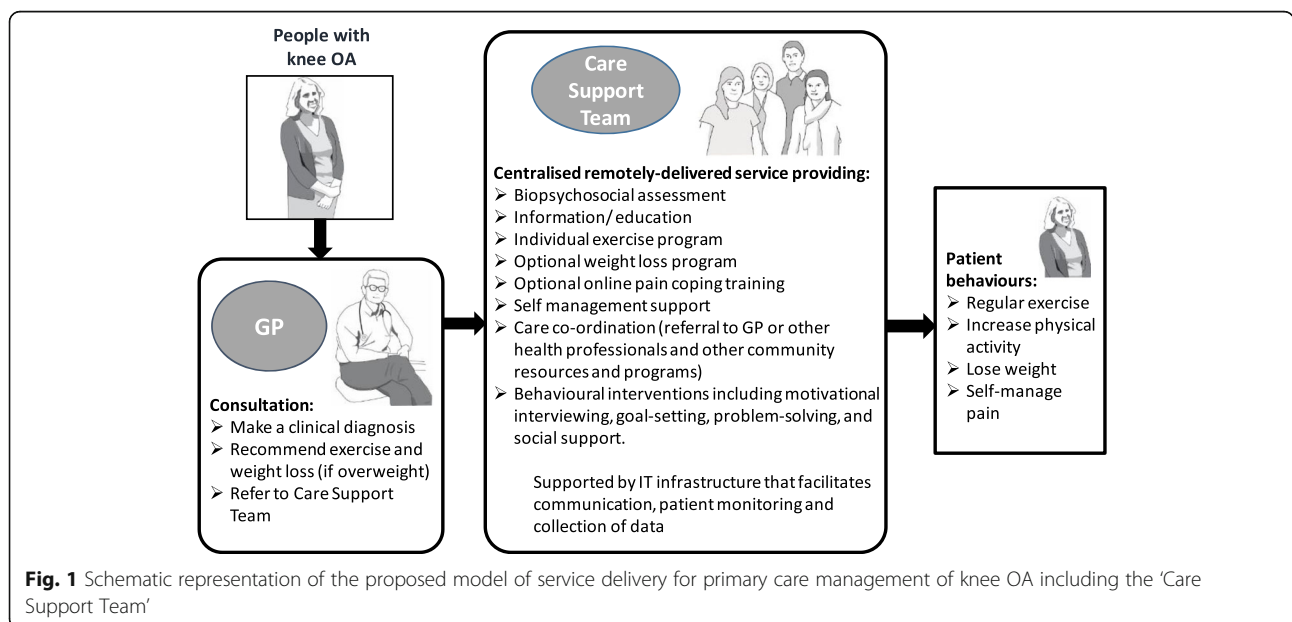 People with
knee OA
GP
Consultation:
➢ Make a clinical diagnosis
➢ Recommend exercise and
weight loss (if overweight)
➢ Refer to Care Support
Team
Care
Support
Team
Centralised remotely-delivered service providing:
➢ Biopsychosocial assessment
➢ Information/ education
➢ Individual exercise program
➢ Optional weight loss program
➢ Optional online pain coping training
➢ Self management support
➢ Care co-ordination (referral to GP or other
health professionals and other community
resources and programs)
➢ Behavioural interventions including motivational
interviewing, goal-setting, problem-solving, and
social support.
Supported by IT infrastructure that facilitates
communication, patient monitoring and
collection of data
Patient
behaviours:
➢ Regular exercise
➢ Increase physical
activity
➢ Lose weight
➢ Self-manage
pain
Fig. 1 Schematic representation of the proposed model of service delivery for primary care management of knee OA including the ‘Care
Support Team’